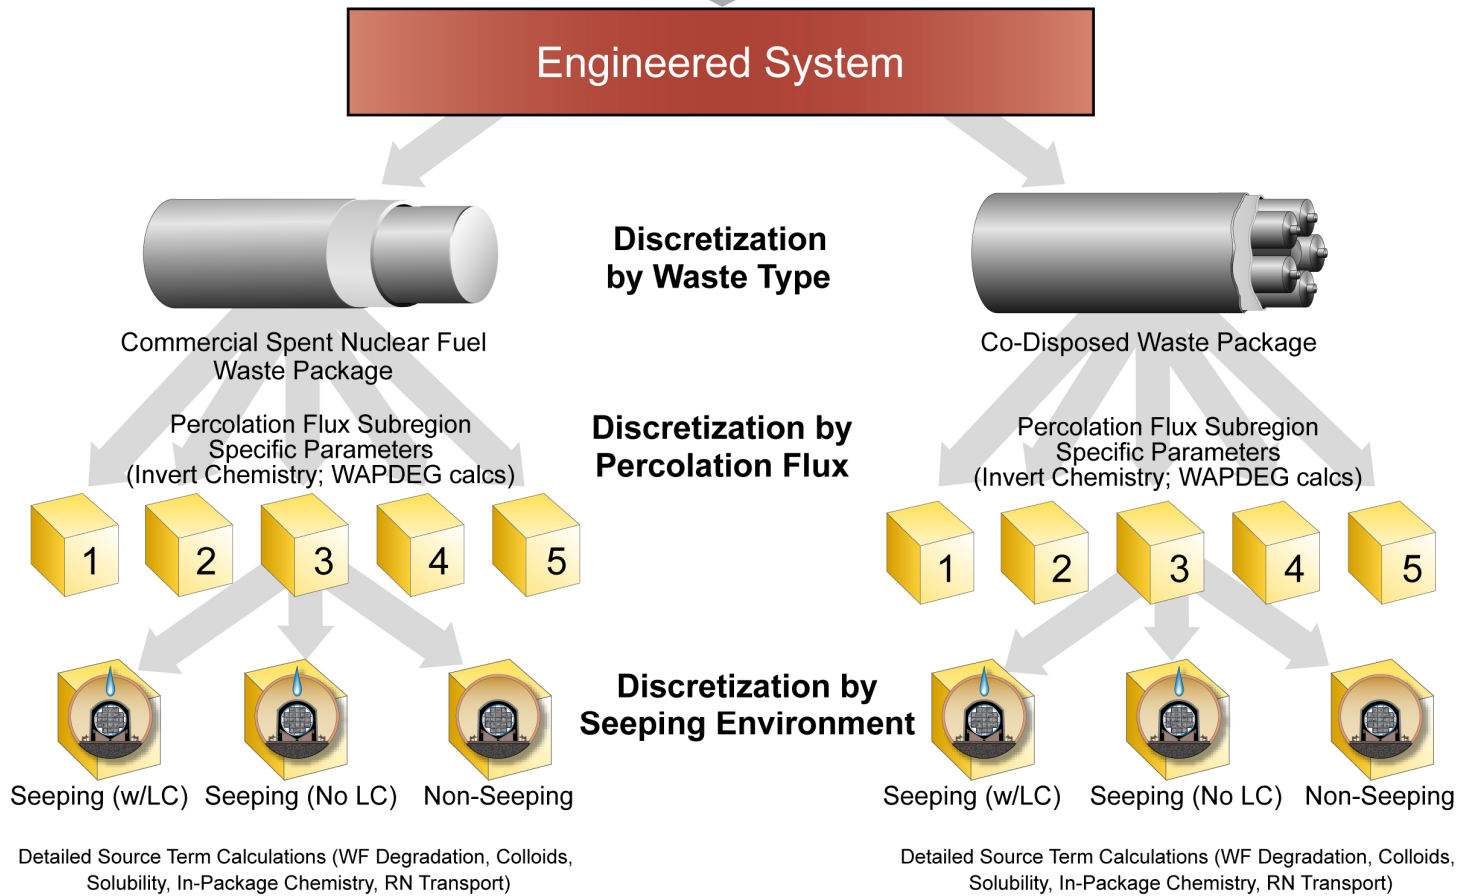 Engineered System
Discretization
by Waste Type
Commercial Spent Nuclear Fuel
Waste Package
Co-Disposed Waste Package
Percolation Flux Subregion
Specific Parameters
(Invert Chemistry; WAPDEG calcs)
Discretization by
Percolation Flux
Percolation Flux Subregion
Specific Parameters
(Invert Chemistry; WAPDEG calcs)
1 2 3 4 5
1 2 3 4 5
Discretization by
Seeping Environment
Seeping (w/LC) Seeping (No LC) Non-Seeping
Seeping (w/LC) Seeping (No LC) Non-Seeping
Detailed Source Term Calculations (WF Degradation, Colloids,
Solubility, In-Package Chemistry, RN Transport)
Detailed Source Term Calculations (WF Degradation, Colloids,
Solubility, In-Package Chemistry, RN Transport)